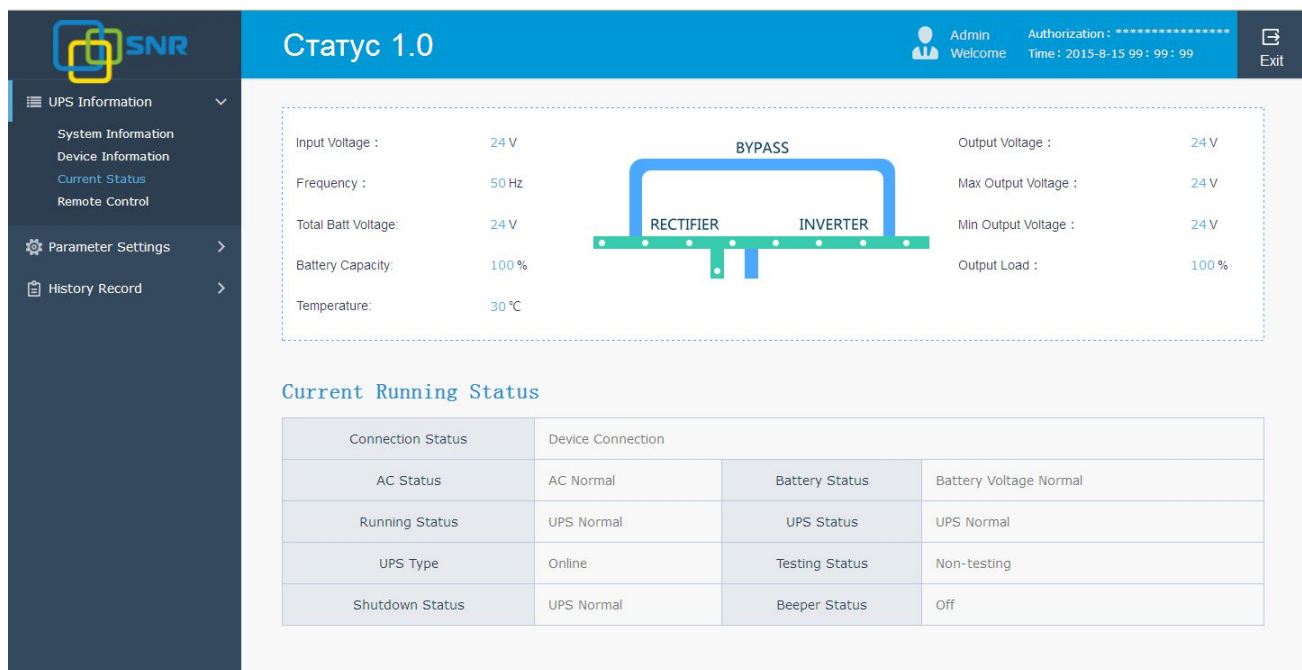 SNR
Статус 1.0
Admin
Welcome
Authorization : *****************
Time : 2015-8-15 99 : 99 : 99
Exit
UPS Information
System Information
Device Information
Current Status
Remote Control
Parameter Settings
History Record
Input Voltage : 24 V
Frequency : 50 Hz
Total Batt Voltage: 24 V
Battery Capacity: 100 %
Temperature: 30 ℃
BYPASS
RECTIFIER INVERTER
Output Voltage : 24 V
Max Output Voltage : 24 V
Min Output Voltage : 24 V
Output Load : 100 %
Current Running Status
Connection Status Device Connection
AC Status AC Normal Battery Status Battery Voltage Normal
Running Status UPS Normal UPS Status UPS Normal
UPS Type Online Testing Status Non-testing
Shutdown Status UPS Normal Beeper Status Off